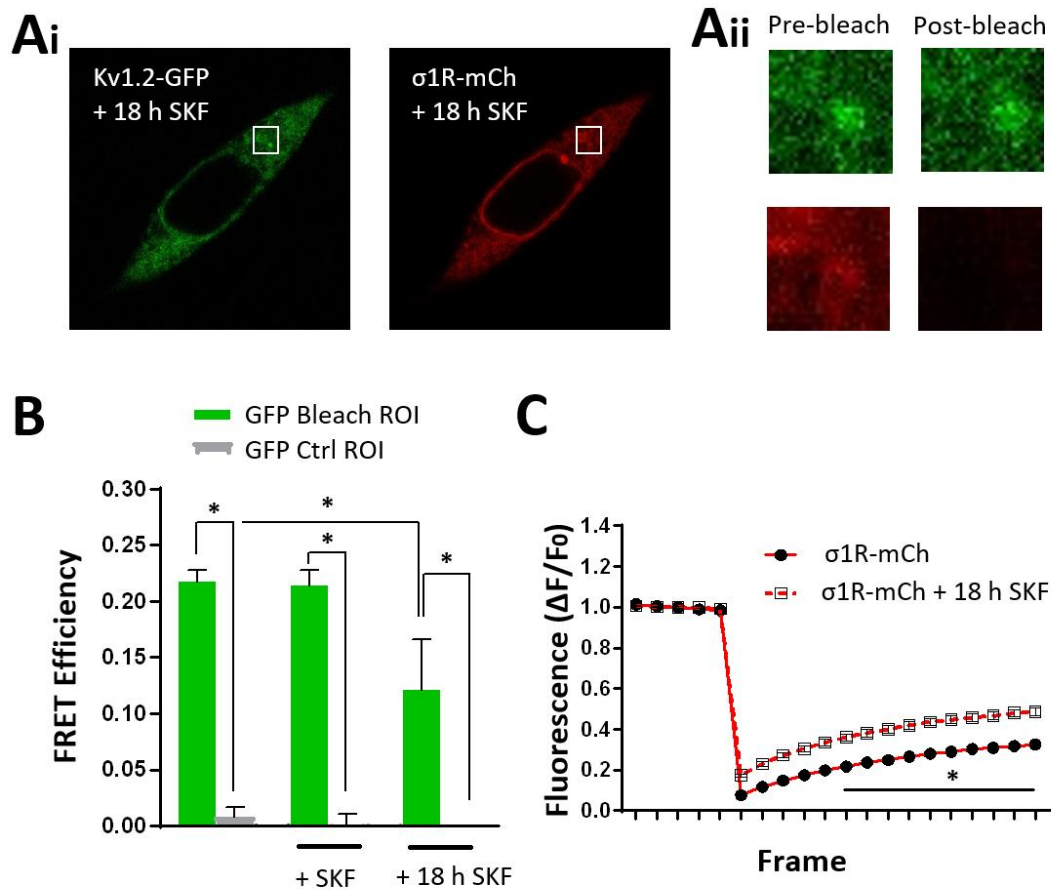 Ai
Kv1.2-GFP
+ 18 h SKF
σ1R-mCh
+ 18 h SKF
Aii
Pre-bleach
Post-bleach
B
GFP Bleach ROI
GFP Ctrl ROI
FRET Efficiency
0.30
0.25
0.20
0.15
0.10
0.05
0.00
*
*
*
*
+ SKF
+ 18 h SKF
C
σ1R-mCh
σ1R-mCh + 18 h SKF
Fluorescence (ΔF/F0)
1.4
1.2
1.0
0.8
0.6
0.4
0.2
0.0
*
Frame